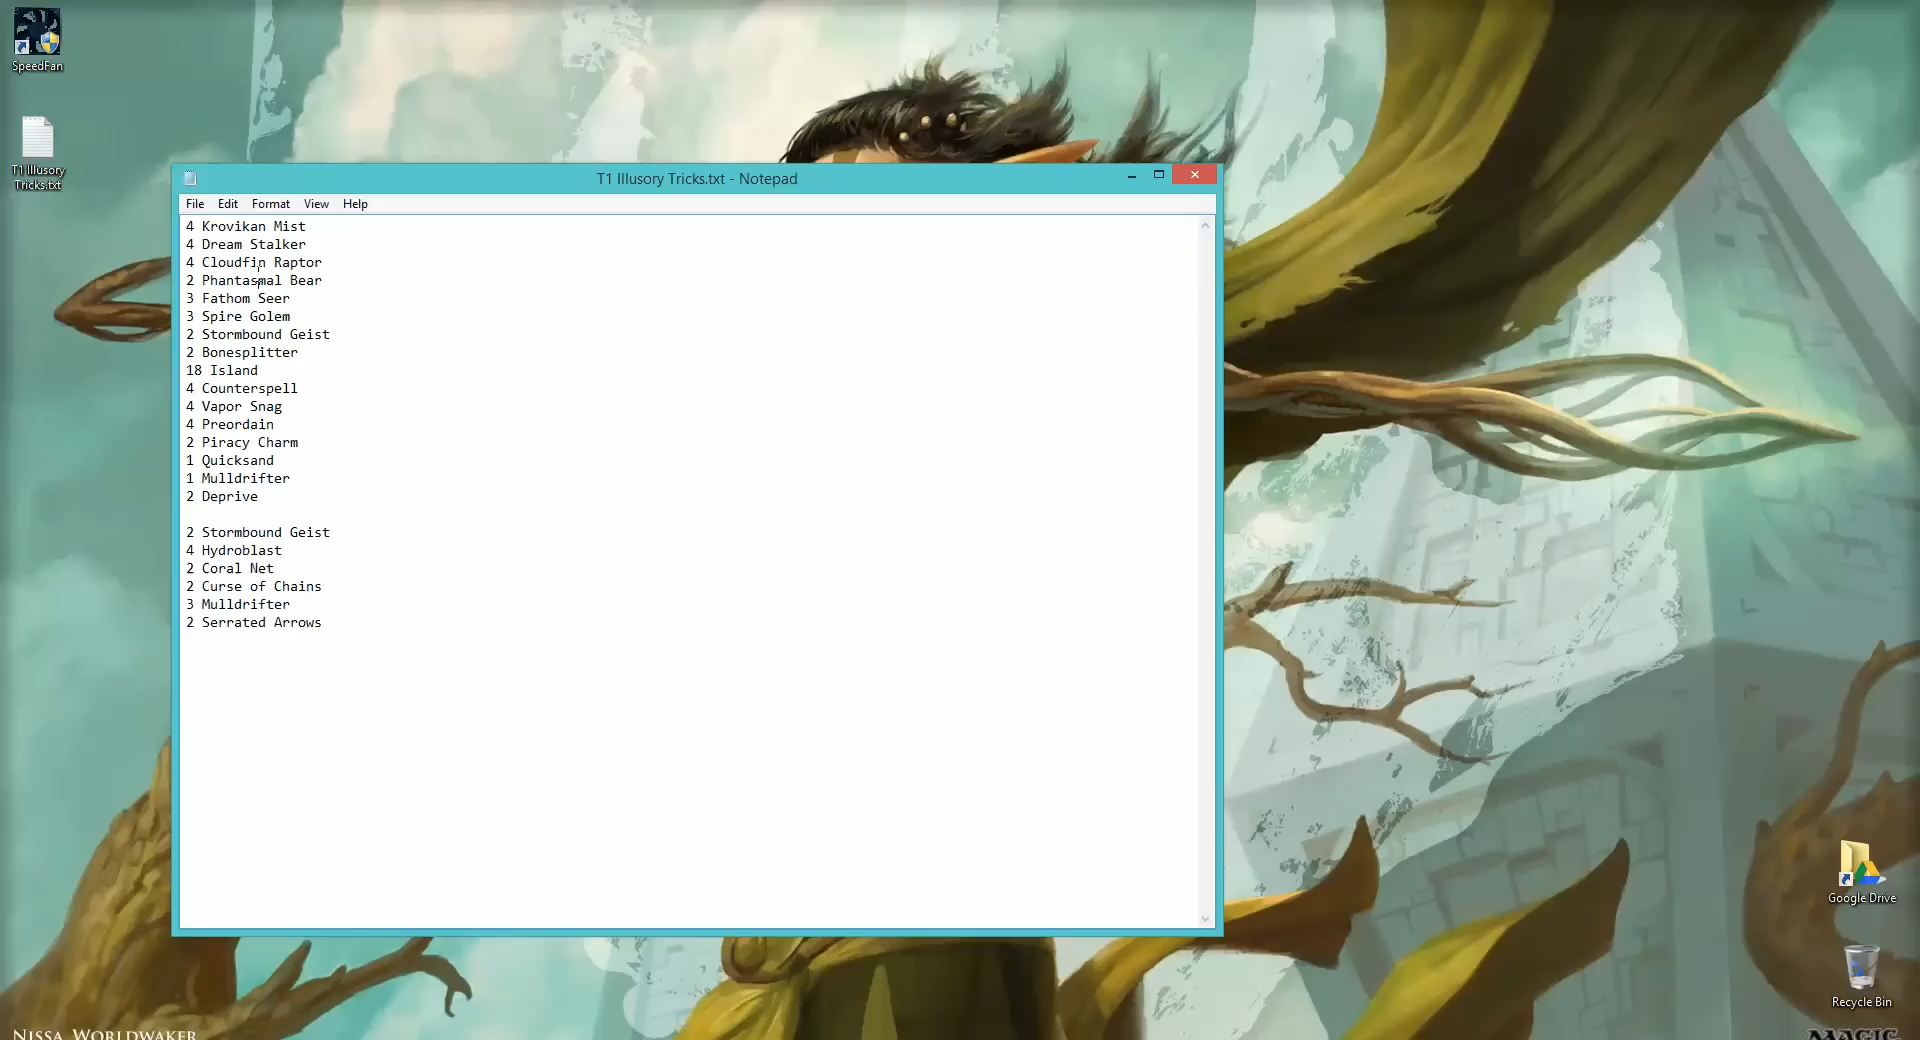 SpeedFan
T1 Illusory
Tricks.txt
T1 Illusory Tricks.txt - Notepad
File Edit Format View Help
4 Krovikan Mist
4 Dream Stalker
4 Cloudfin Raptor
2 Phantasmal Bear
3 Fathom Seer
3 Spire Golem
2 Stormbound Geist
2 Bonesplitter
18 Island
4 Counterspell
4 Vapor Snag
4 Preordain
2 Piracy Charm
1 Quicksand
1 Mulldrifter
2 Deprive
2 Stormbound Geist
4 Hydroblast
2 Coral Net
2 Curse of Chains
3 Mulldrifter
2 Serrated Arrows
Google Drive
Recycle Bin
NISSA WORLDWAKER
MAGIC